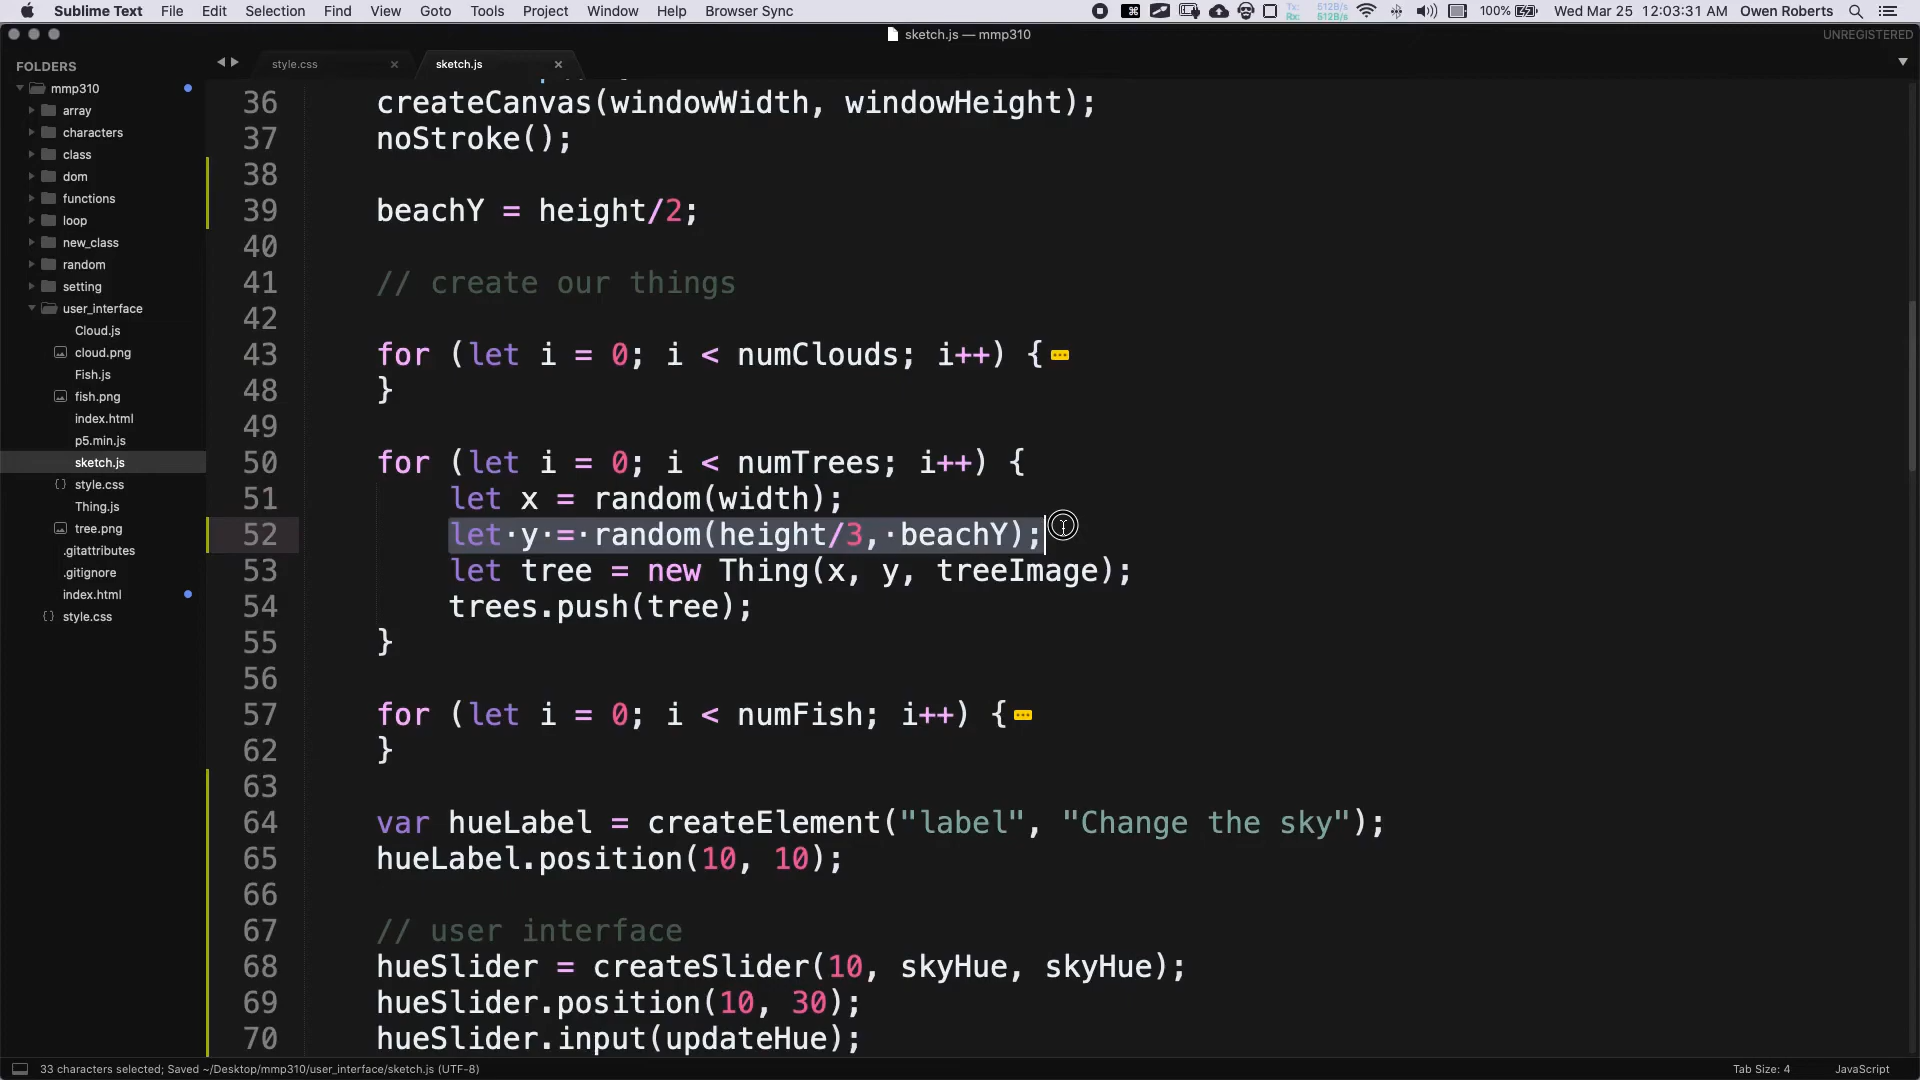 Sublime Text File Edit Selection Find View Goto Tools Project Window Help Browser Sync Tx: 512B/s Rx: 512B/s 100% Wed Mar 25 12:03:31 AM Owen Roberts
sketch.js — mmp310 UNREGISTERED
FOLDERS
mmp310
array
characters
class
dom
functions
loop
new_class
random
setting
user_interface
Cloud.js
cloud.png
Fish.js
fish.png
index.html
p5.min.js
sketch.js
style.css
Thing.js
tree.png
.gitattributes
.gitignore
index.html
style.css
style.css sketch.js
36 createCanvas(windowWidth, windowHeight);
37 noStroke();
38
39 beachY = height/2;
40
41 // create our things
42
43 for (let i = 0; i < numClouds; i++) {
48 }
49
50 for (let i = 0; i < numTrees; i++) {
51 let x = random(width);
52 let·y·=·random(height/3,·beachY);
53 let tree = new Thing(x, y, treeImage);
54 trees.push(tree);
55 }
56
57 for (let i = 0; i < numFish; i++) {
62 }
63
64 var hueLabel = createElement("label", "Change the sky");
65 hueLabel.position(10, 10);
66
67 // user interface
68 hueSlider = createSlider(10, skyHue, skyHue);
69 hueSlider.position(10, 30);
70 hueSlider.input(updateHue);
33 characters selected; Saved ~/Desktop/mmp310/user_interface/sketch.js (UTF-8) Tab Size: 4 JavaScript